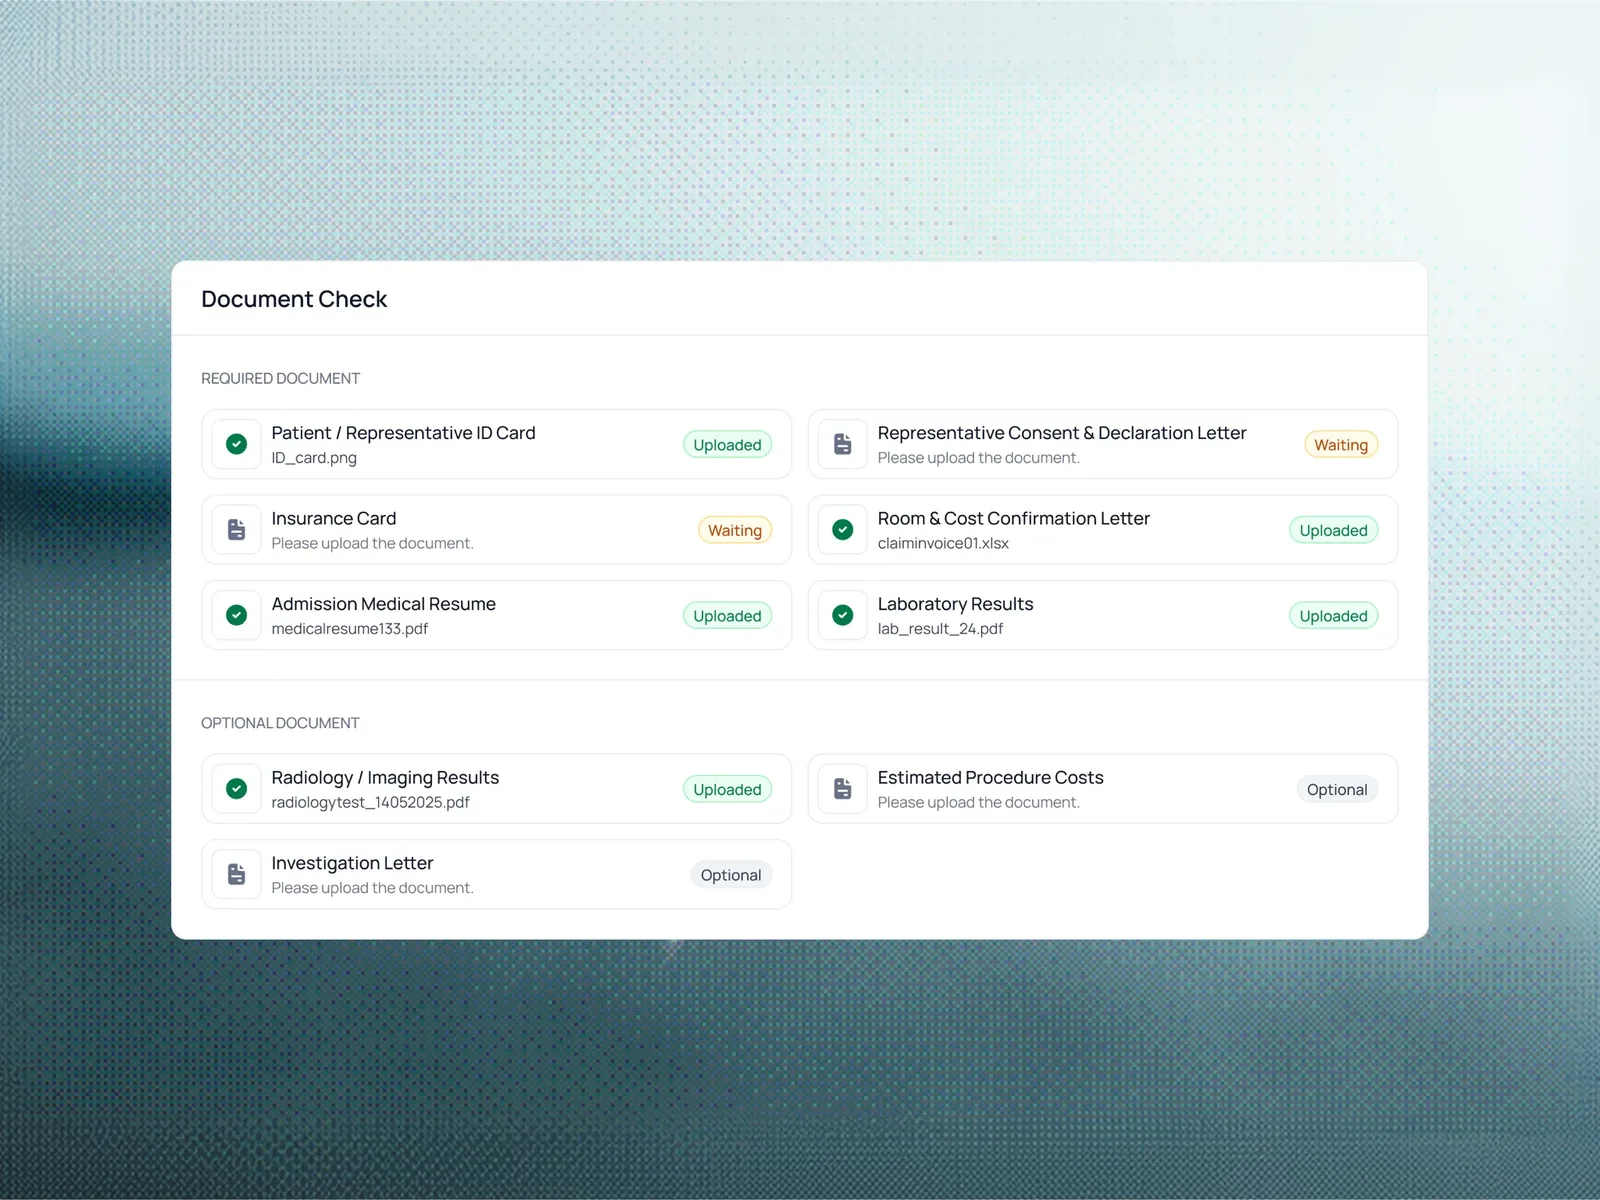 Document Check
REQUIRED DOCUMENT
Patient / Representative ID Card
ID_card.png
Uploaded
Representative Consent & Declaration Letter
Please upload the document.
Waiting
Insurance Card
Please upload the document.
Waiting
Room & Cost Confirmation Letter
claiminvoice01.xlsx
Uploaded
Admission Medical Resume
medicalresume133.pdf
Uploaded
Laboratory Results
lab_result_24.pdf
Uploaded
OPTIONAL DOCUMENT
Radiology / Imaging Results
radiologytest_14052025.pdf
Uploaded
Estimated Procedure Costs
Please upload the document.
Optional
Investigation Letter
Please upload the document.
Optional